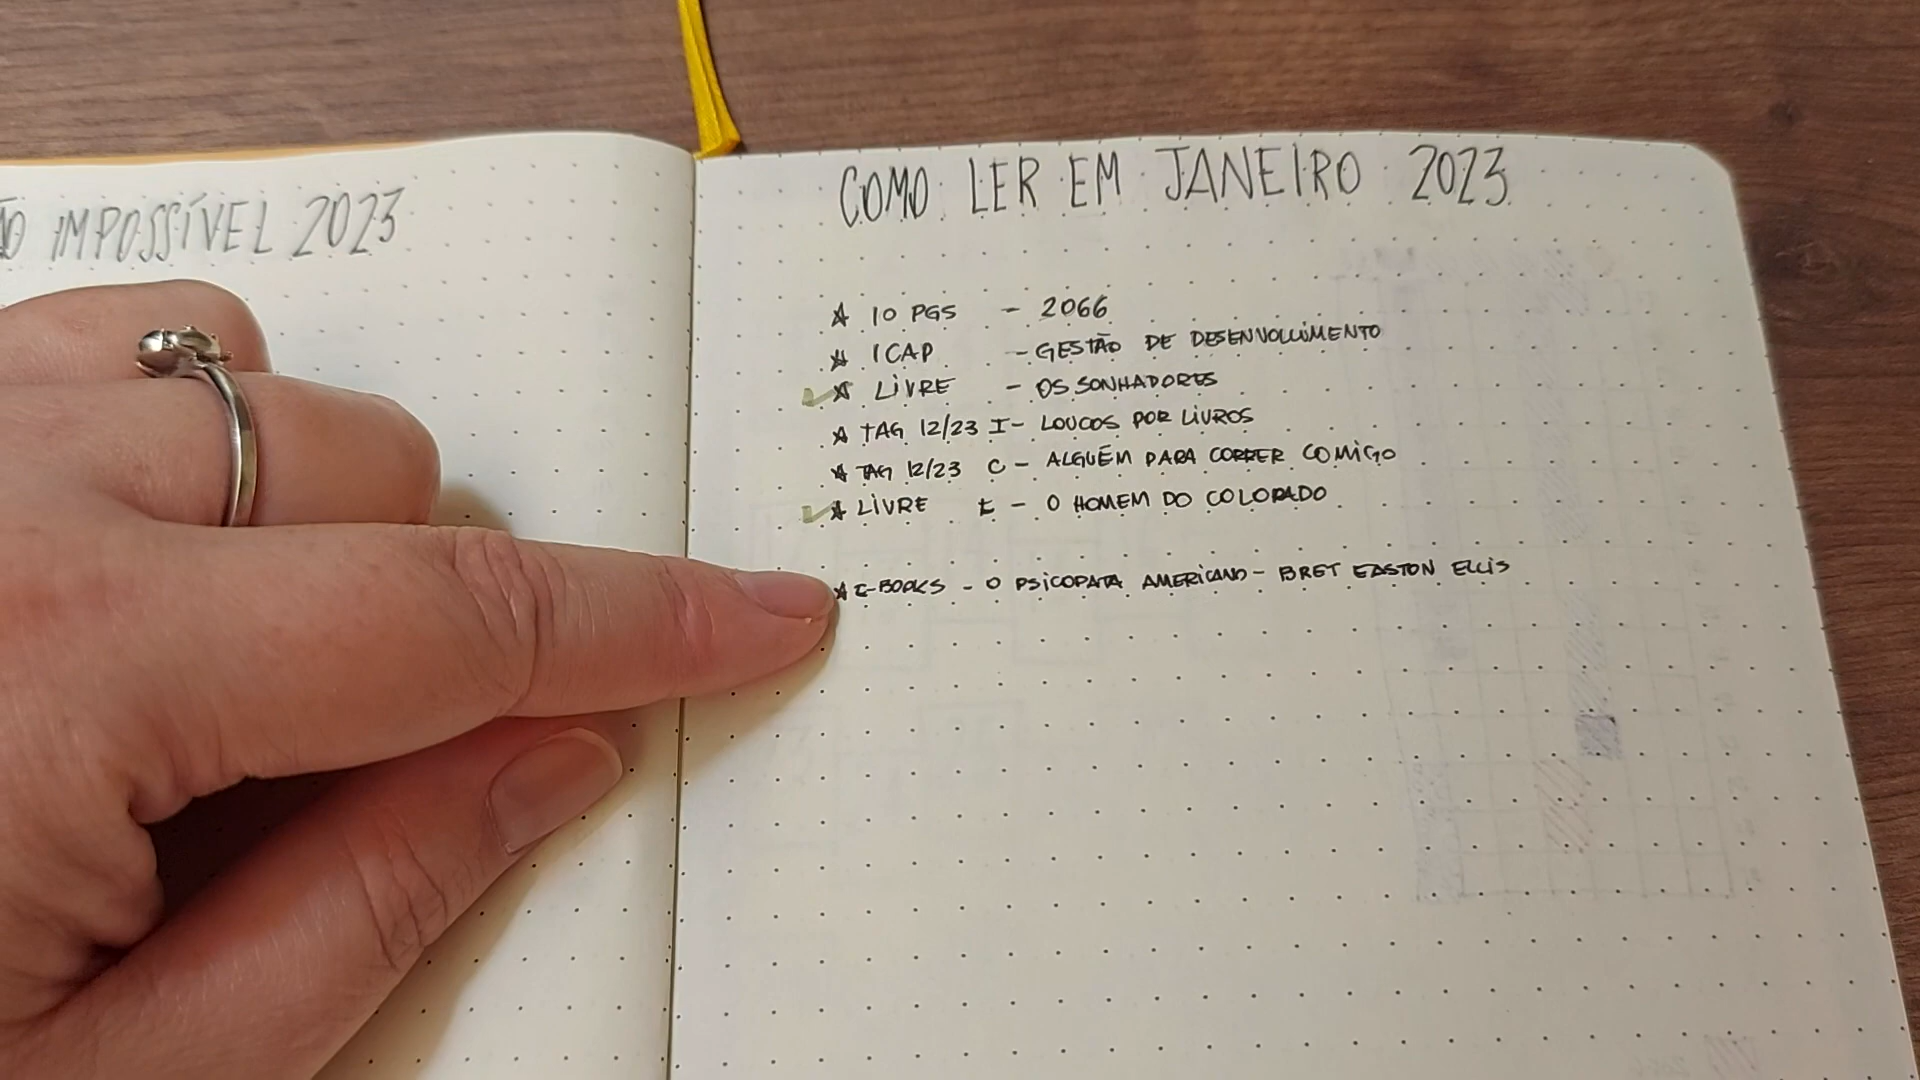 IMPOSSÍVEL 2023
COMO LER EM JANEIRO 2023
10 PGS - 2066
1 CAP - GESTÃO DE DESENVOLVIMENTO
LIVRE - OS SONHADORES
TAG 12/23 I - LOUCOS POR LIVROS
TAG 12/23 C - ALGUÉM PARA CORRER COMIGO
LIVRE E - O HOMEM DO COLORADO
E-BOOKS - O PSICOPATA AMERICANO - BRET EASTON ELLIS